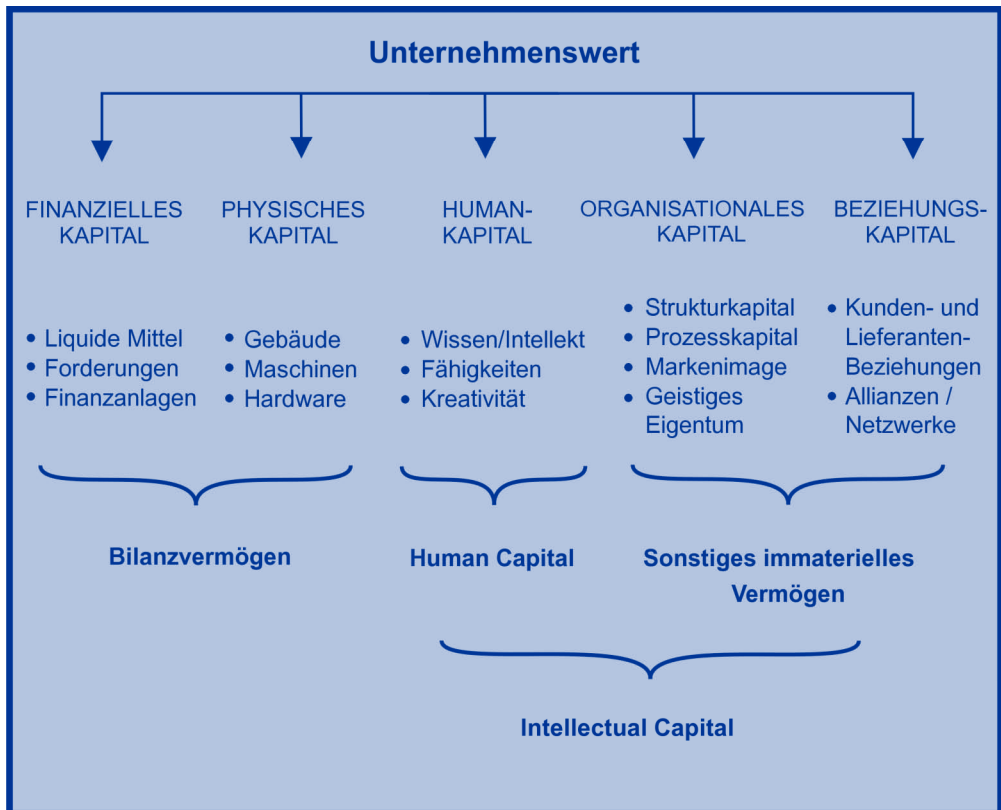 Unternehmenswert
FINANZIELLES
KAPITAL
PHYSISCHES
KAPITAL
HUMAN-
KAPITAL
ORGANISATIONALES
KAPITAL
BEZIEHUNGS-
KAPITAL
• Liquide Mittel
• Forderungen
• Finanzanlagen
• Gebäude
• Maschinen
• Hardware
• Wissen/Intellekt
• Fähigkeiten
• Kreativität
• Strukturkapital
• Prozesskapital
• Markenimage
• Geistiges
Eigentum
• Kunden- und
Lieferanten-
Beziehungen
• Allianzen /
Netzwerke
Bilanzvermögen
Human Capital
Sonstiges immaterielles
Vermögen
Intellectual Capital